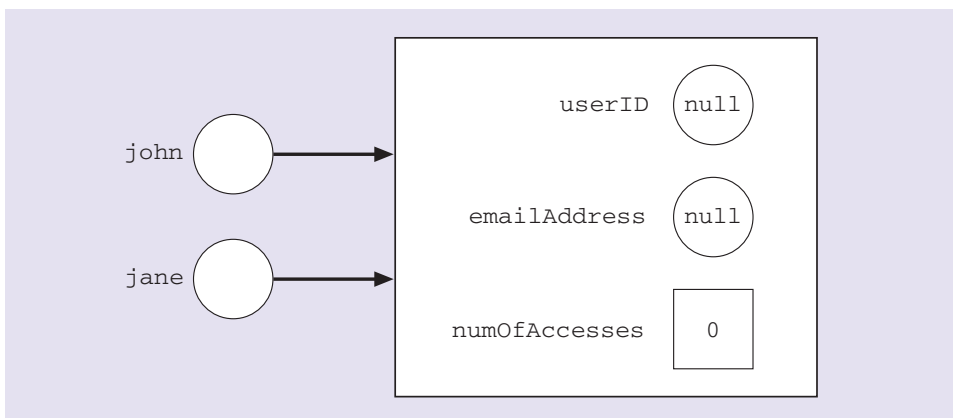 userID null
john
emailAddress null
jane
numOfAccesses 0